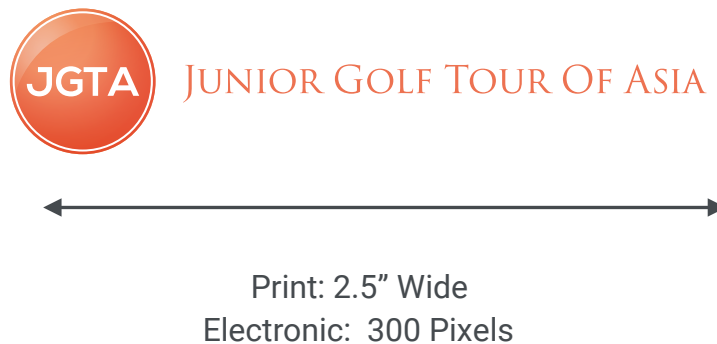 JGTA
JUNIOR GOLF TOUR OF ASIA
Print: 2.5” Wide
Electronic:  300 Pixels